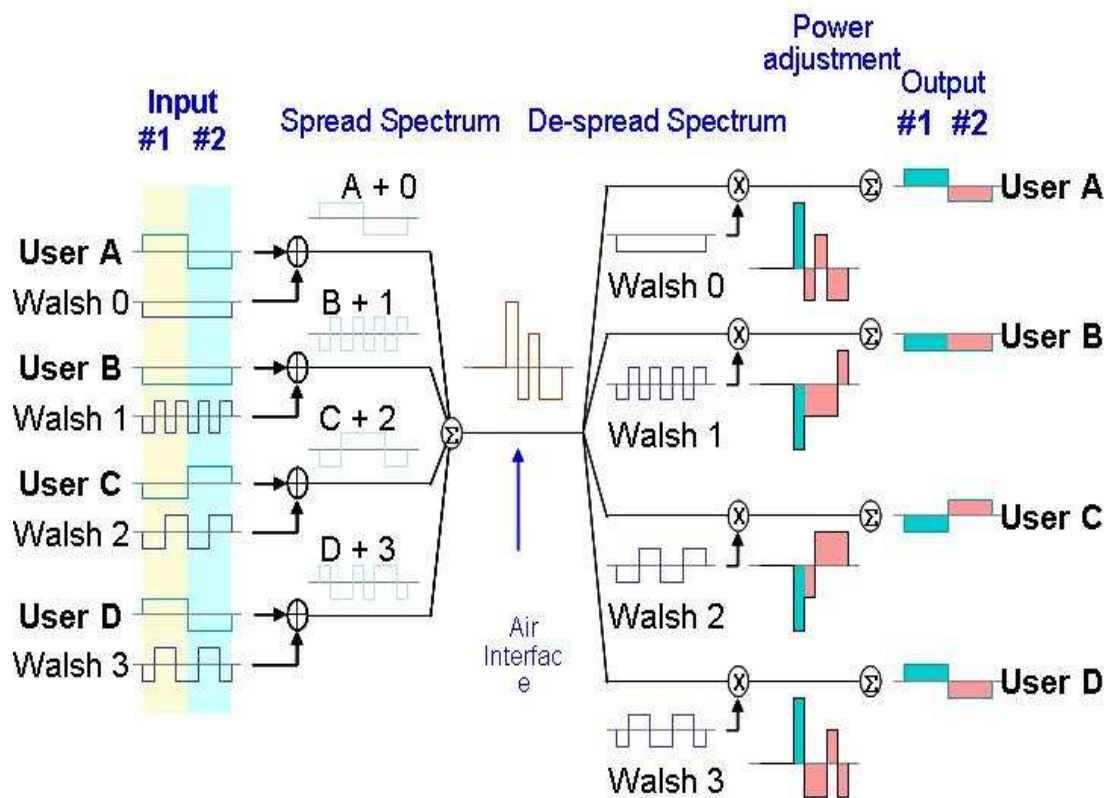 Power
adjustment
Input
#1 #2
Spread Spectrum
De-spread Spectrum
Output
#1 #2
A + 0
User A
Walsh 0
B + 1
User B
Walsh 1
C + 2
User C
Walsh 2
D + 3
User D
Walsh 3
Σ
Air
Interfac
e
X
Σ
User A
Walsh 0
X
Σ
User B
Walsh 1
X
Σ
User C
Walsh 2
X
Σ
User D
Walsh 3